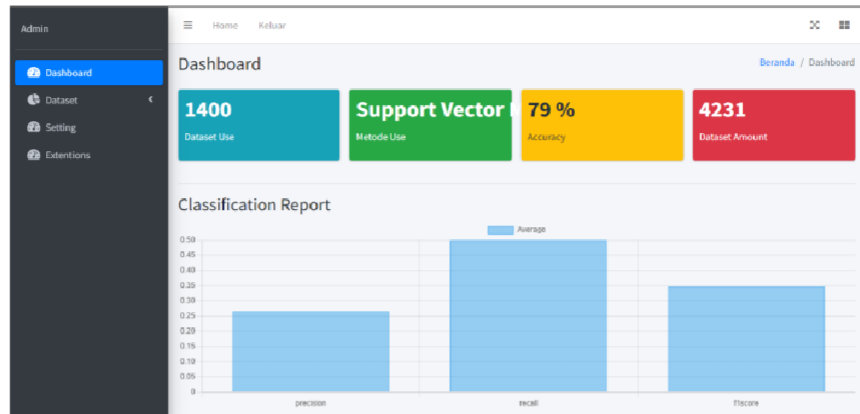 Admin
Home Keluar
Dashboard
Dataset
Setting
Extentions
Dashboard
Beranda / Dashboard
1400
Dataset Use
Support Vector
Metode Use
79 %
Accuracy
4231
Dataset Amount
Classification Report
Average
0.50
0.45
0.40
0.35
0.30
0.25
0.20
0.15
0.10
0.05
0
precision recall f1score